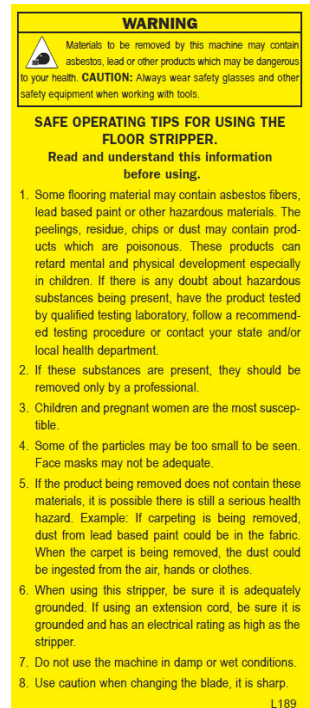 WARNING
Materials to be removed by this machine may contain
asbestos, lead or other products which may be dangerous
to your health. CAUTION: Always wear safety glasses and other
safety equipment when working with tools.
SAFE OPERATING TIPS FOR USING THE
FLOOR STRIPPER.
Read and understand this information
before using.
1. Some flooring material may contain asbestos fibers,
lead based paint or other hazardous materials. The
peelings, residue, chips or dust may contain prod-
ucts which are poisonous. These products can
retard mental and physical development especially
in children. If there is any doubt about hazardous
substances being present, have the product tested
by qualified testing laboratory, follow a recommend-
ed testing procedure or contact your state and/or
local health department.
2. If these substances are present, they should be
removed only by a professional.
3. Children and pregnant women are the most suscep-
tible.
4. Some of the particles may be too small to be seen.
Face masks may not be adequate.
5. If the product being removed does not contain these
materials, it is possible there is still a serious health
hazard. Example: If carpeting is being removed,
dust from lead based paint could be in the fabric.
When the carpet is being removed, the dust could
be ingested from the air, hands or clothes.
6. When using this stripper, be sure it is adequately
grounded. If using an extension cord, be sure it is
grounded and has an electrical rating as high as the
stripper.
7. Do not use the machine in damp or wet conditions.
8. Use caution when changing the blade, it is sharp.
L189